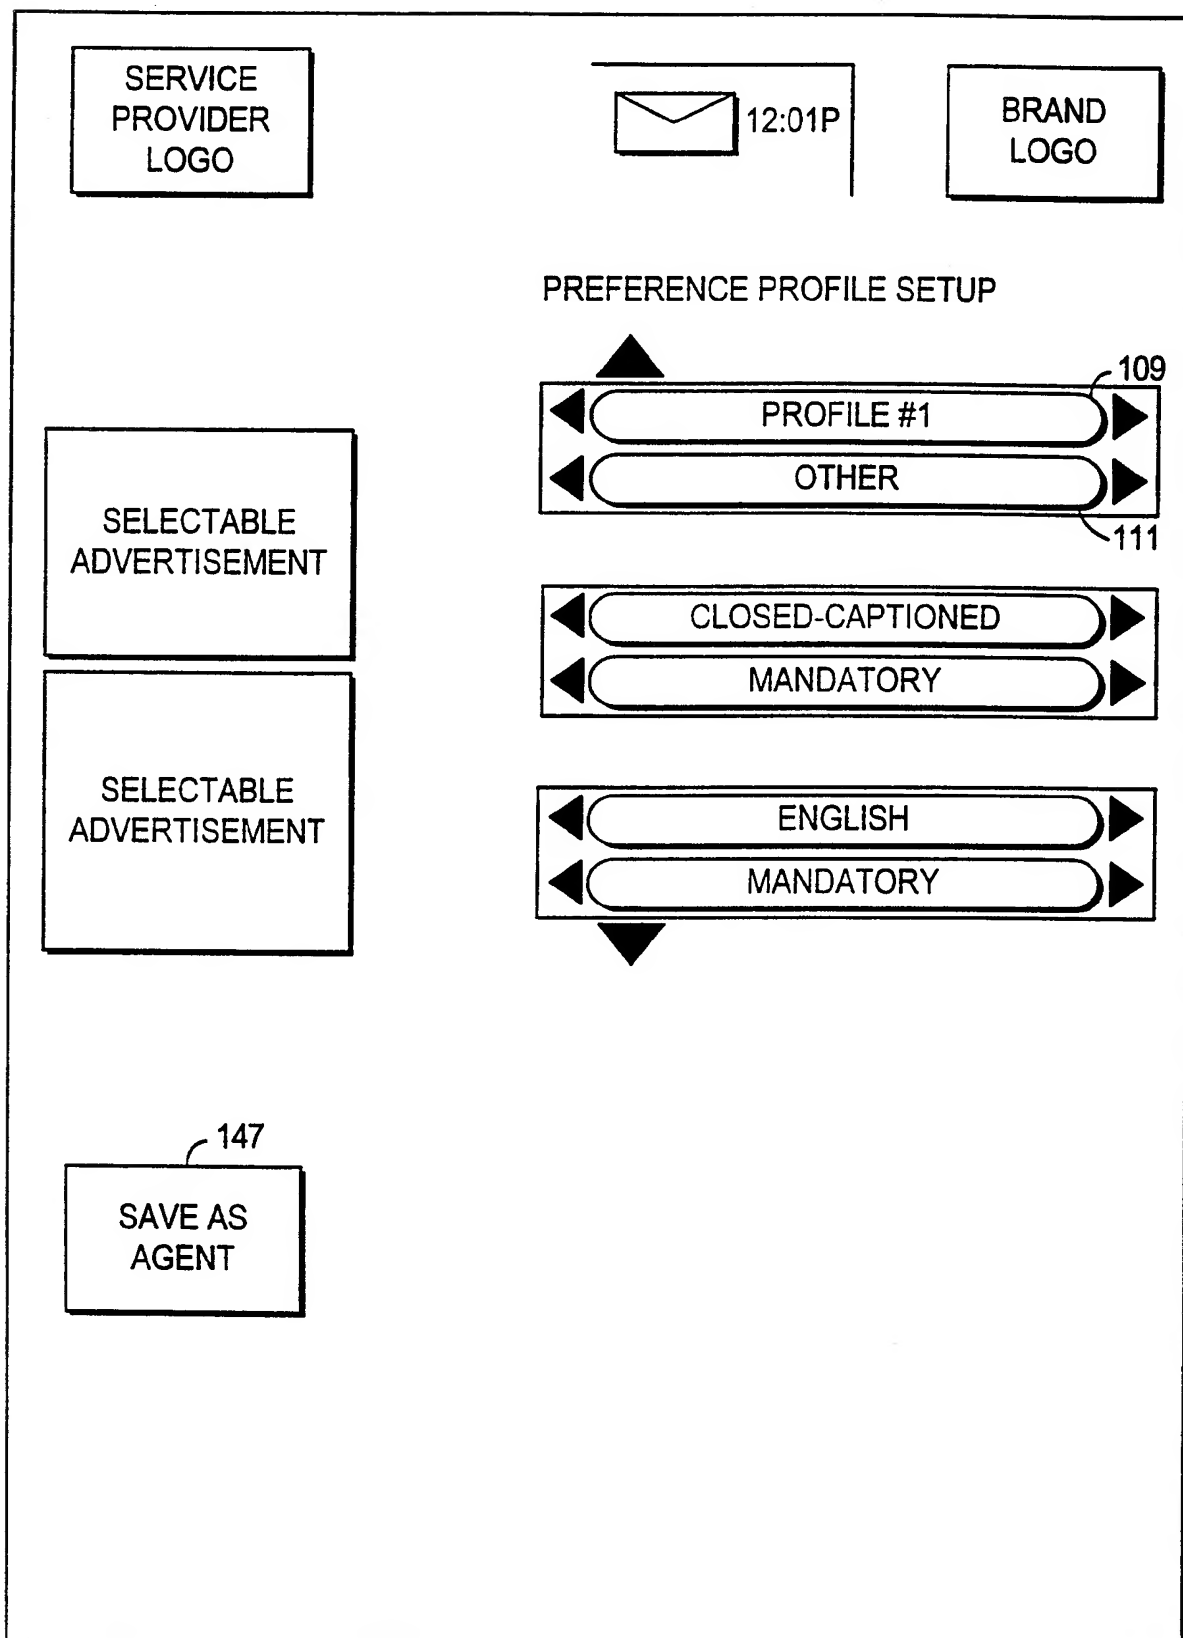 SERVICE
PROVIDER
LOGO
12:01P
BRAND
LOGO
PREFERENCE PROFILE SETUP
109
PROFILE #1
OTHER
111
SELECTABLE
ADVERTISEMENT
CLOSED-CAPTIONED
MANDATORY
SELECTABLE
ADVERTISEMENT
ENGLISH
MANDATORY
147
SAVE AS
AGENT